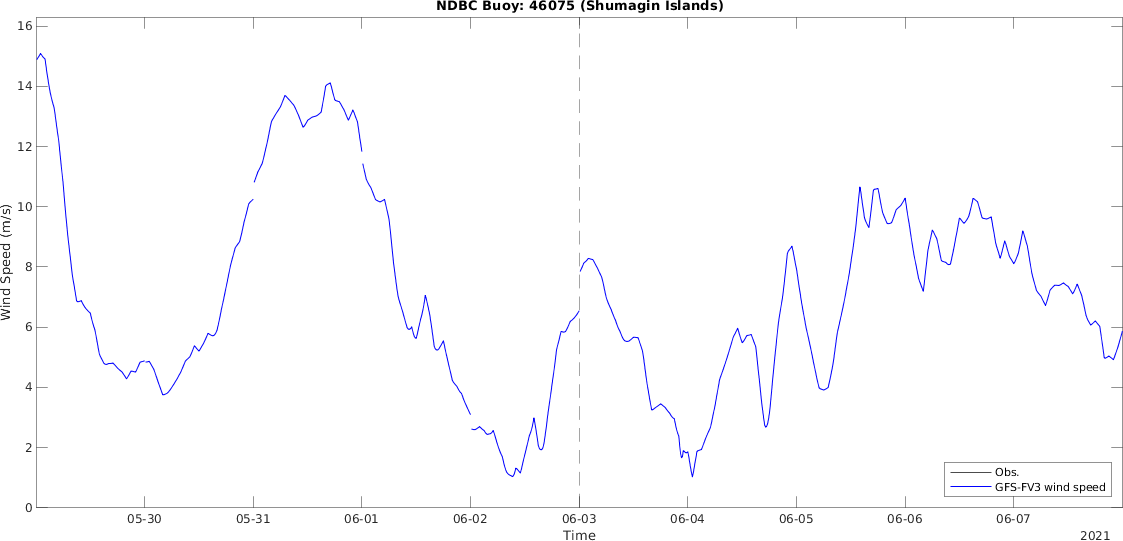 NDBC Buoy: 46075 (Shumagin Islands)
16
14
12
10
8
6
4
2
0
Wind Speed (m/s)
Obs.
GFS-FV3 wind speed
05-30 05-31 06-01 06-02 06-03 06-04 06-05 06-06 06-07
Time
2021